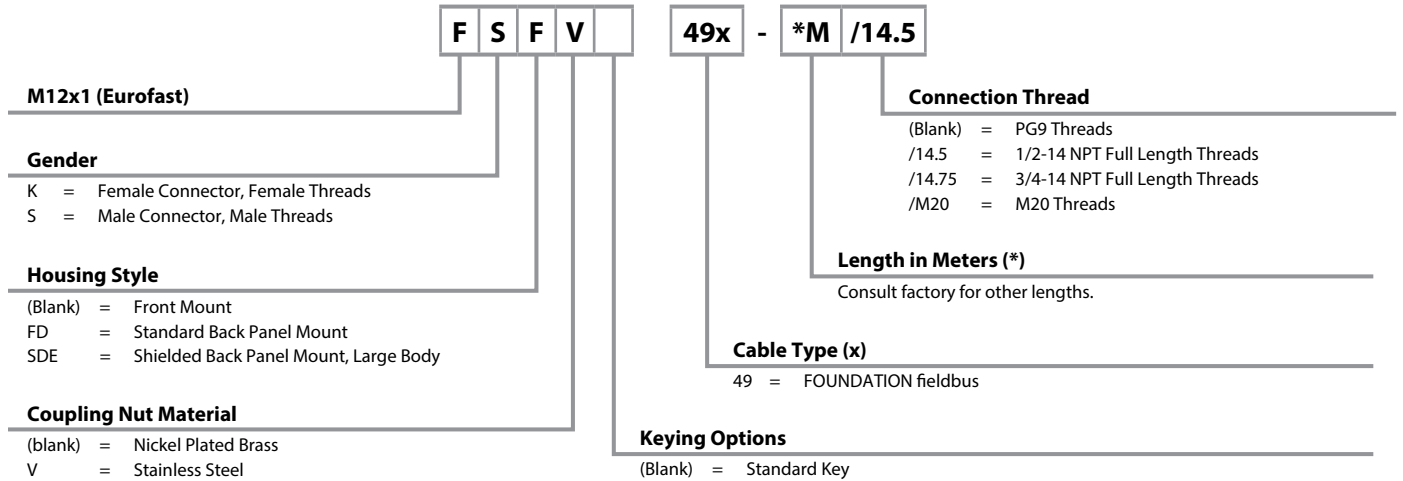 F S F V 49x - *M /14.5
M12x1 (Eurofast)
Gender
K = Female Connector, Female Threads
S = Male Connector, Male Threads
Housing Style
(Blank) = Front Mount
FD = Standard Back Panel Mount
SDE = Shielded Back Panel Mount, Large Body
Coupling Nut Material
(blank) = Nickel Plated Brass
V = Stainless Steel
Connection Thread
(Blank) = PG9 Threads
/14.5 = 1/2-14 NPT Full Length Threads
/14.75 = 3/4-14 NPT Full Length Threads
/M20 = M20 Threads
Length in Meters (*)
Consult factory for other lengths.
Cable Type (x)
49 = FOUNDATION fieldbus
Keying Options
(Blank) = Standard Key